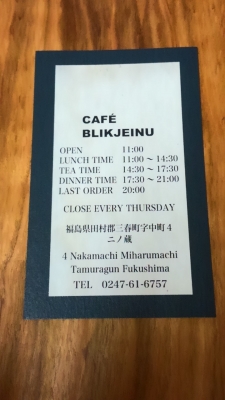 CAFÉ
BLIKJEINU
OPEN 11:00
LUNCH TIME 11:00～14:30
TEA TIME 14:30～17:30
DINNER TIME 17:30～21:00
LAST ORDER 20:00
CLOSE EVERY THURSDAY
福島県田村郡三春町字中町４
ニノ蔵
4 Nakamachi Miharumachi
Tamuragun Fukushima
TEL 0247-61-6757